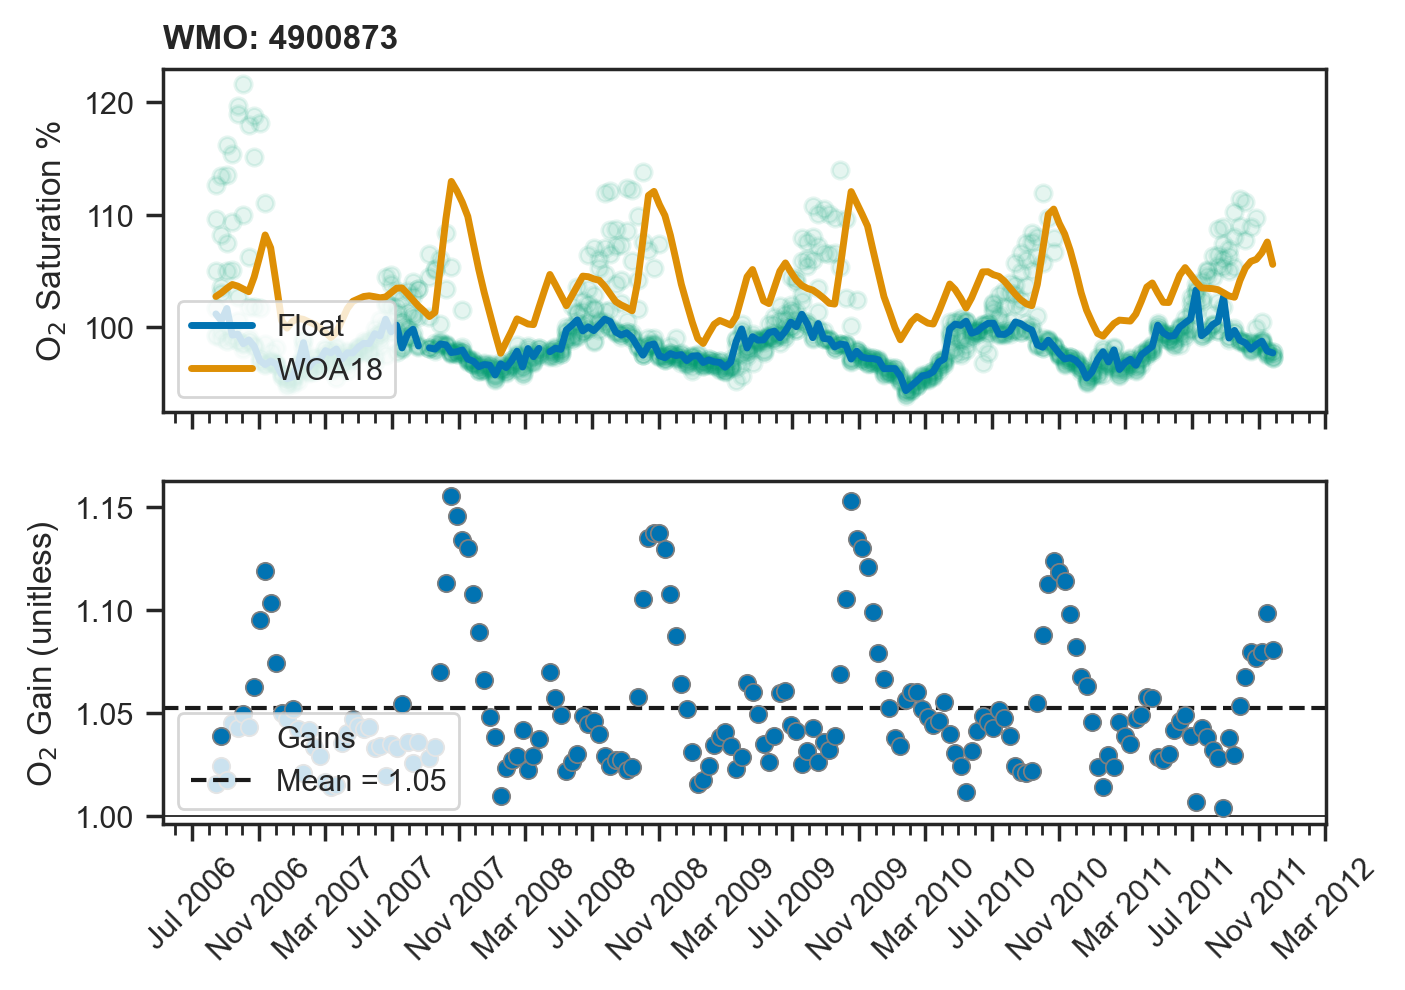 WMO: 4900873
O2 Saturation %
120
110
100
Float
WOA18
O2 Gain (unitless)
1.15
1.10
1.05
1.00
Gains
Mean = 1.05
Jul 2006
Nov 2006
Mar 2007
Jul 2007
Nov 2007
Mar 2008
Jul 2008
Nov 2008
Mar 2009
Jul 2009
Nov 2009
Mar 2010
Jul 2010
Nov 2010
Mar 2011
Jul 2011
Nov 2011
Mar 2012